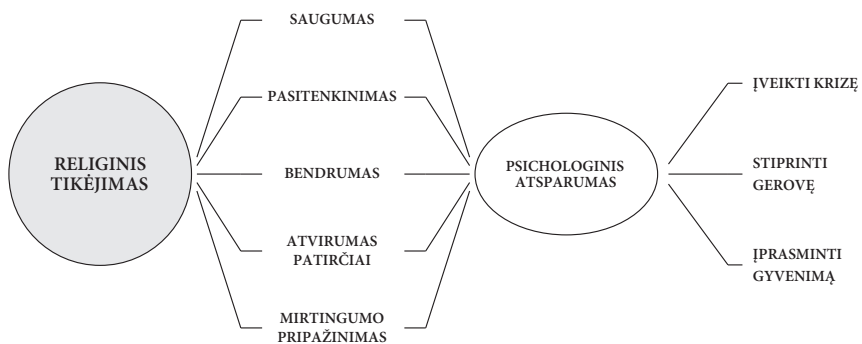 RELIGINIS
TIKĖJIMAS
SAUGUMAS
PASITENKINIMAS
BENDRUMAS
ATVIRUMAS
PATIRČIAI
MIRTINGUMO
PRIPAŽINIMAS
PSICHOLOGINIS
ATSPARUMAS
ĮVEIKTI KRIZĘ
STIPRINTI
GEROVĘ
ĮPRASMINTI
GYVENIMĄ